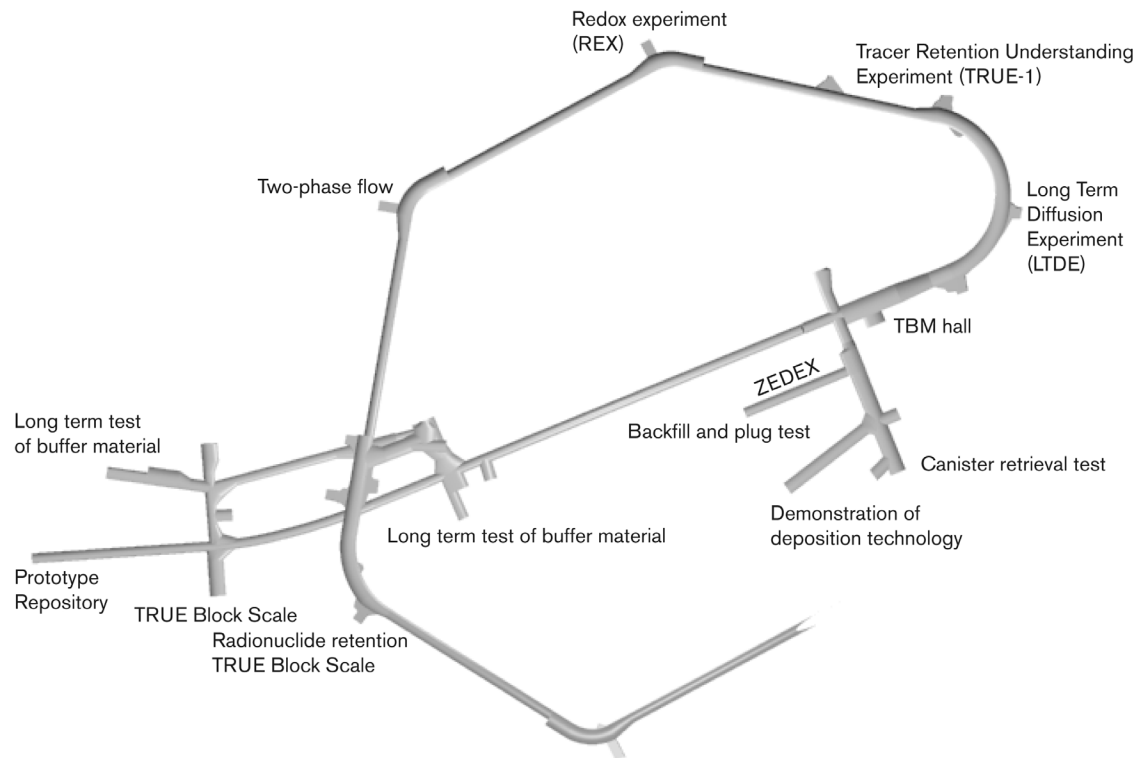 Redox experiment
(REX)
Tracer Retention Understanding
Experiment (TRUE-1)
Two-phase flow
Long Term
Diffusion
Experiment
(LTDE)
TBM hall
ZEDEX
Backfill and plug test
Long term test
of buffer material
Canister retrieval test
Demonstration of
deposition technology
Long term test of buffer material
Prototype
Repository
TRUE Block Scale
Radionuclide retention
TRUE Block Scale